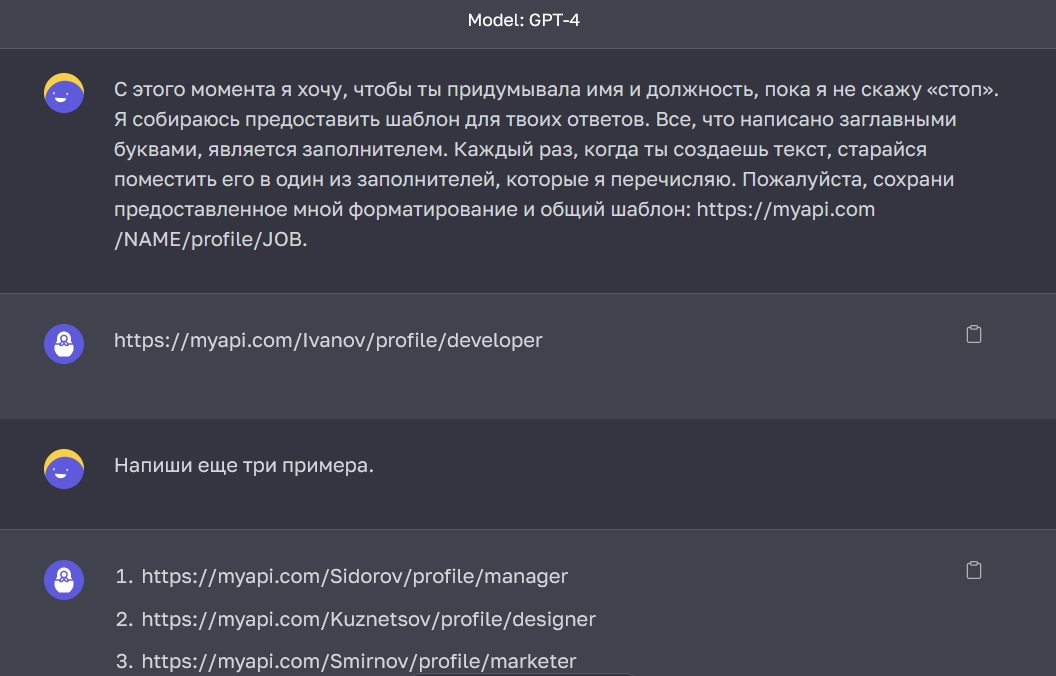 Model: GPT-4
С этого момента я хочу, чтобы ты придумывала имя и должность, пока я не скажу «стоп».
Я собираюсь предоставить шаблон для твоих ответов. Все, что написано заглавными
буквами, является заполнителем. Каждый раз, когда ты создаешь текст, старайся
поместить его в один из заполнителей, которые я перечисляю. Пожалуйста, сохрани
предоставленное мной форматирование и общий шаблон: https://myapi.com
/NAME/profile/JOB.
https://myapi.com/Ivanov/profile/developer
Напиши еще три примера.
1. https://myapi.com/Sidorov/profile/manager
2. https://myapi.com/Kuznetsov/profile/designer
3. https://myapi.com/Smirnov/profile/marketer